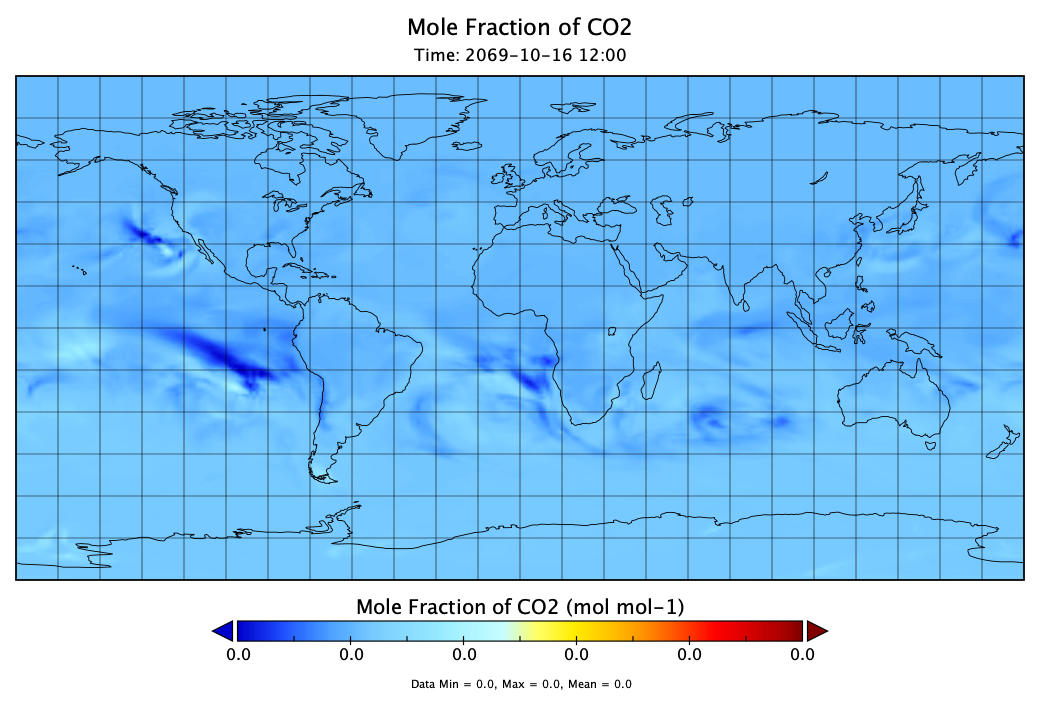 Mole Fraction of CO2
Time: 2069-10-16 12:00
Mole Fraction of CO2 (mol mol-1)
0.0 0.0 0.0 0.0 0.0 0.0
Data Min = 0.0, Max = 0.0, Mean = 0.0